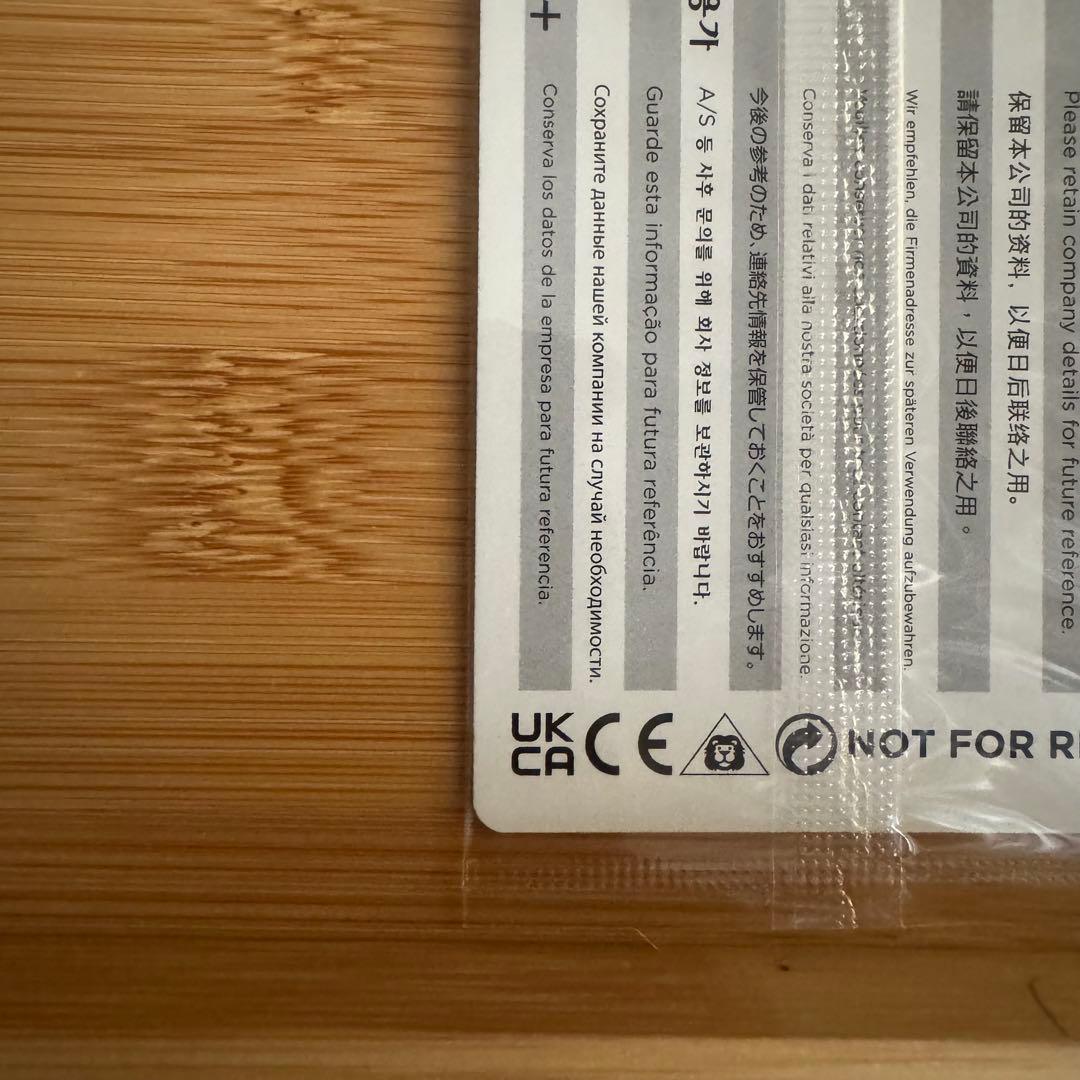 Please retain company details for future reference.
保留本公司的资料，以便日后联络之用。
請保留本公司的資料，以便日後聯絡之用。
Wir empfehlen, die Firmenadresse zur späteren Verwendung aufzubewahren.
Conserva i dati relativi alla nostra società per qualsiasi informazione.
今後の参考のため、連絡先情報を保管しておくことをおすすめします。
용가
A/S 등 사후 문의를 위해 회사 정보를 보관하시기 바랍니다.
Guarde esta informação para futura referência.
Сохраните данные нашей компании на случай необходимости.
+
Conserva los datos de la empresa para futura referencia.
UK
CA CE NOT FOR